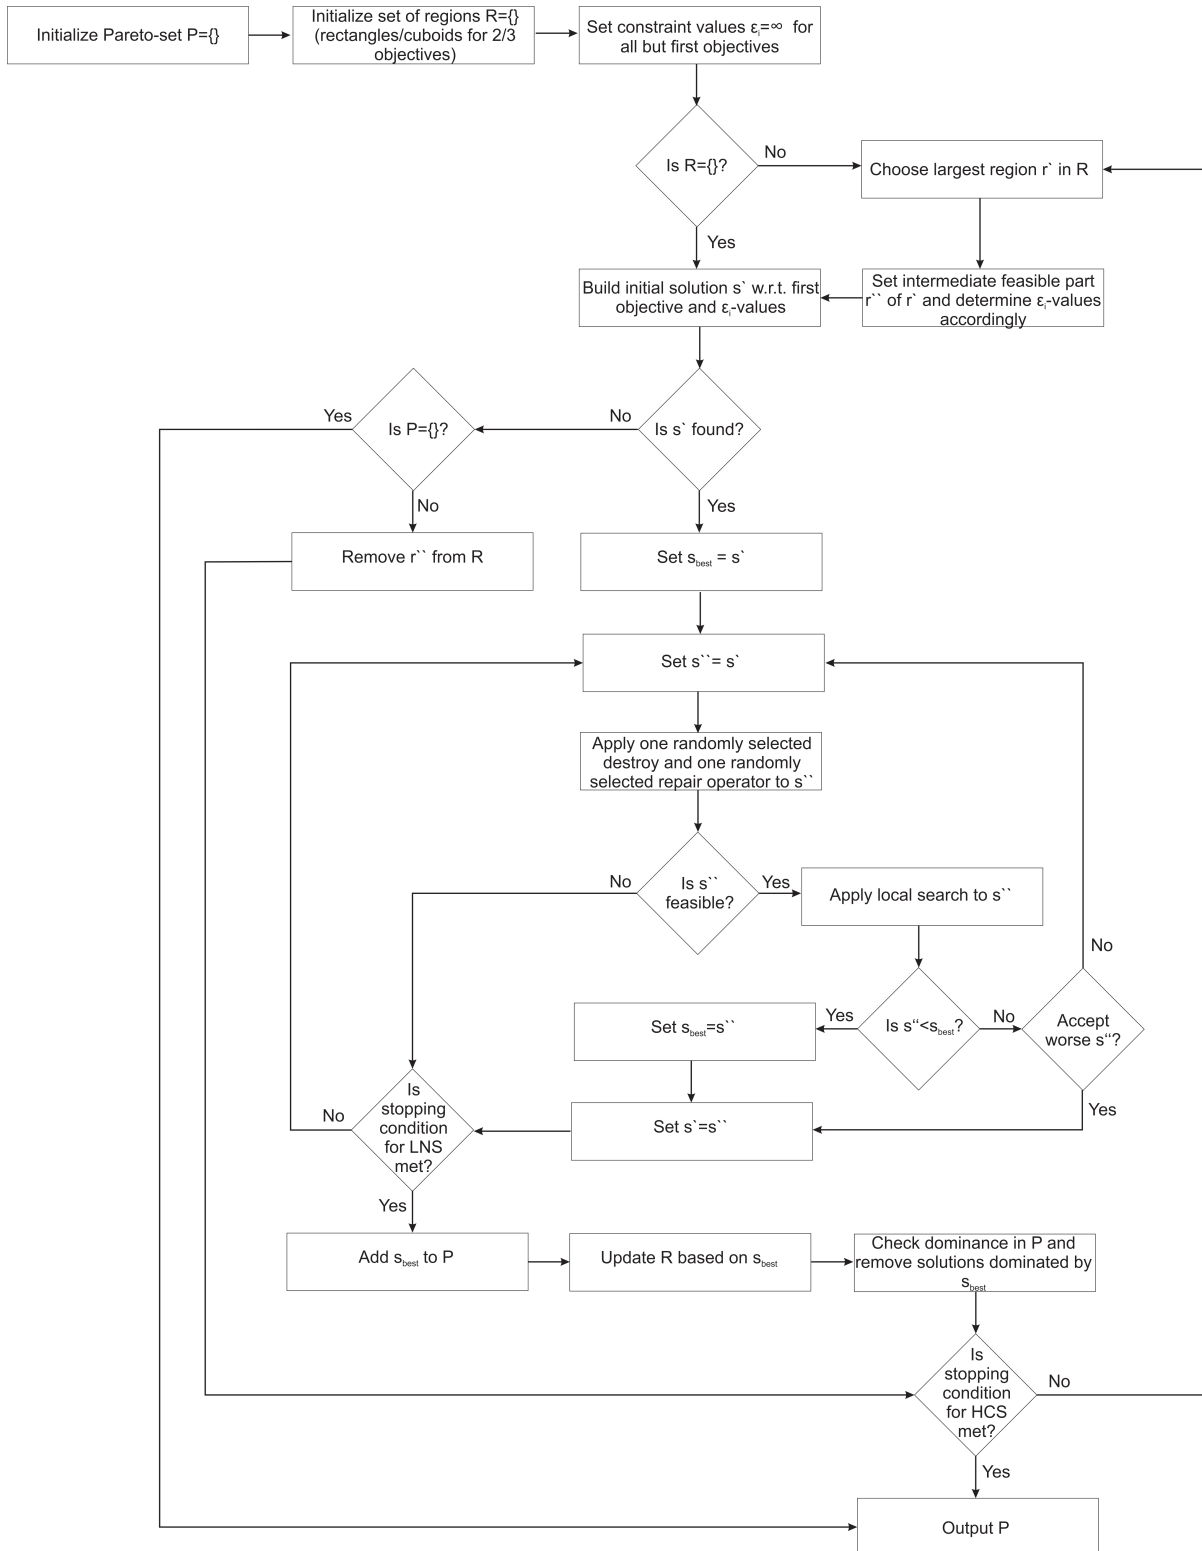 Initialize Pareto-set P={}
Initialize set of regions R={}
(rectangles/cuboids for 2/3
objectives)
Set constraint values εᵢ=∞ for
all but first objectives
Is R={}?
No
Choose largest region r` in R
Yes
Build initial solution s` w.r.t. first
objective and εᵢ-values
Set intermediate feasible part
r`` of r` and determine εᵢ-values
accordingly
Yes
Is P={}?
No
Is s` found?
No
Yes
Remove r`` from R
Set s_best = s`
Set s``= s`
Apply one randomly selected
destroy and one randomly
selected repair operator to s``
No
Is s``
feasible?
Yes
Apply local search to s``
No
Set s_best=s``
Yes
Is s“<s_best?
No
Accept
worse s“?
Is
stopping
condition
for LNS
met?
No
Set s`=s``
Yes
Yes
Add s_best to P
Update R based on s_best
Check dominance in P and
remove solutions dominated by
s_best
Is
stopping
condition
for HCS
met?
No
Yes
Output P